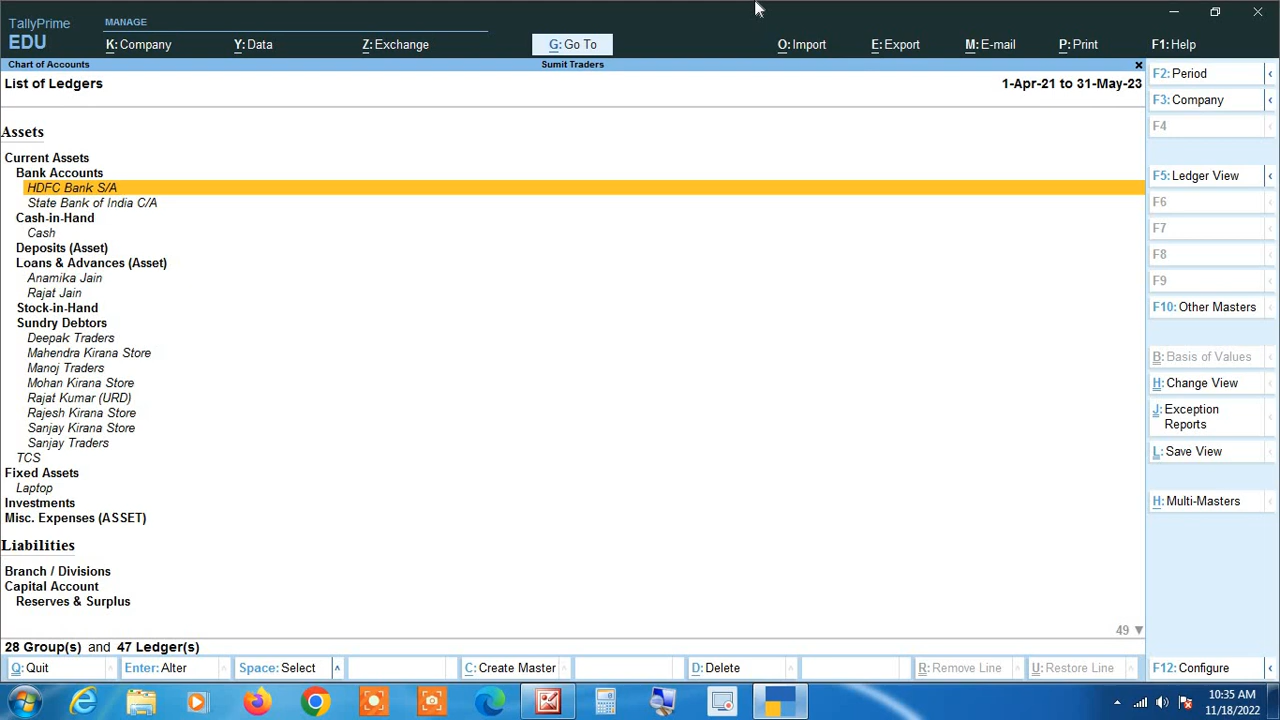 TallyPrime
EDU
MANAGE
K: Company
Y: Data
Z: Exchange
G: Go To
O: Import
E: Export
M: E-mail
P: Print
F1: Help
Chart of Accounts
Sumit Traders
List of Ledgers
1-Apr-21 to 31-May-23
Assets
Current Assets
Bank Accounts
HDFC Bank S/A
State Bank of India C/A
Cash-in-Hand
Cash
Deposits (Asset)
Loans & Advances (Asset)
Anamika Jain
Rajat Jain
Stock-in-Hand
Sundry Debtors
Deepak Traders
Mahendra Kirana Store
Manoj Traders
Mohan Kirana Store
Rajat Kumar (URD)
Rajesh Kirana Store
Sanjay Kirana Store
Sanjay Traders
TCS
Fixed Assets
Laptop
Investments
Misc. Expenses (ASSET)
Liabilities
Branch / Divisions
Capital Account
Reserves & Surplus
49
28 Group(s) and 47 Ledger(s)
F2: Period
F3: Company
F4
F5: Ledger View
F6
F7
F8
F9
F10: Other Masters
B: Basis of Values
H: Change View
J: Exception
Reports
L: Save View
H: Multi-Masters
Q: Quit
Enter: Alter
Space: Select
C: Create Master
D: Delete
R: Remove Line
U: Restore Line
F12: Configure
10:35 AM
11/18/2022